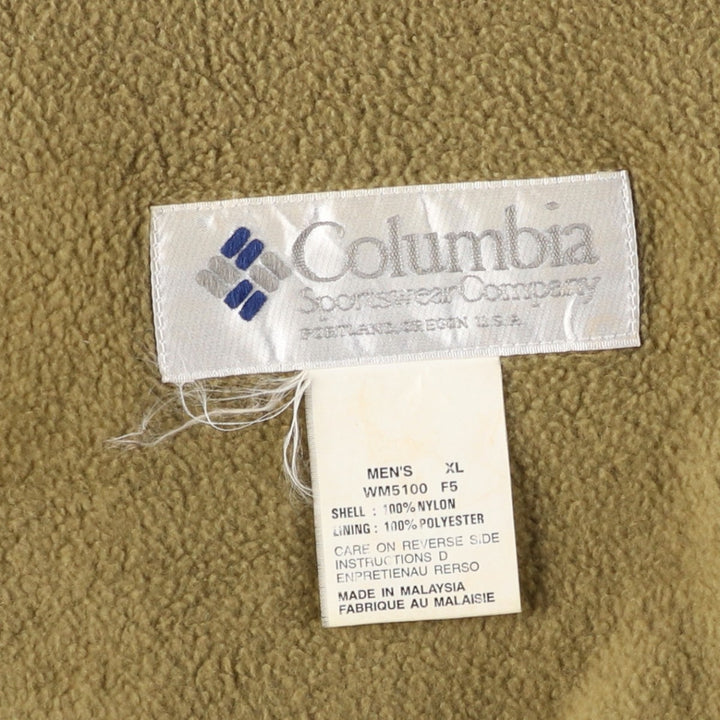 Columbia
Sportswear Company
PORTLAND, OREGON U.S.A.
MEN'S XL
WM5100 F5
SHELL : 100% NYLON
LINING : 100% POLYESTER
CARE ON REVERSE SIDE
INSTRUCTIONS D
ENPRETIENAU RERSO
MADE IN MALAYSIA
FABRIQUE AU MALAISIE